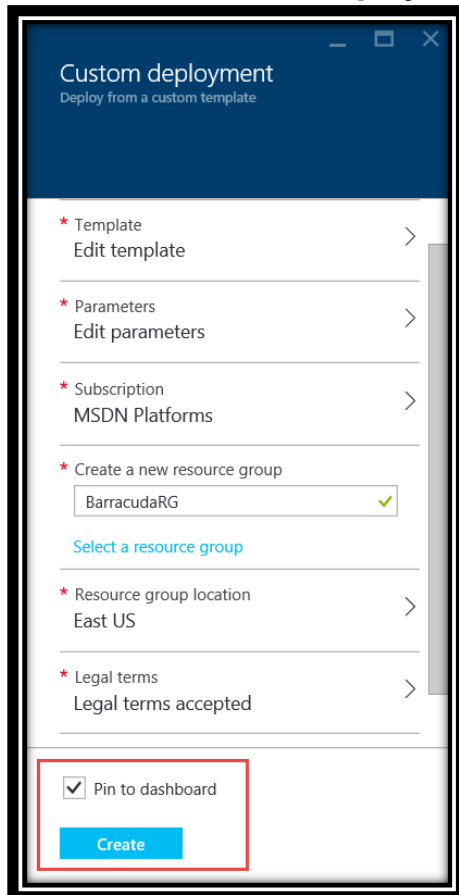 Custom deployment
Deploy from a custom template
* Template
Edit template
* Parameters
Edit parameters
* Subscription
MSDN Platforms
* Create a new resource group
BarracudaRG
Select a resource group
* Resource group location
East US
* Legal terms
Legal terms accepted
Pin to dashboard
Create